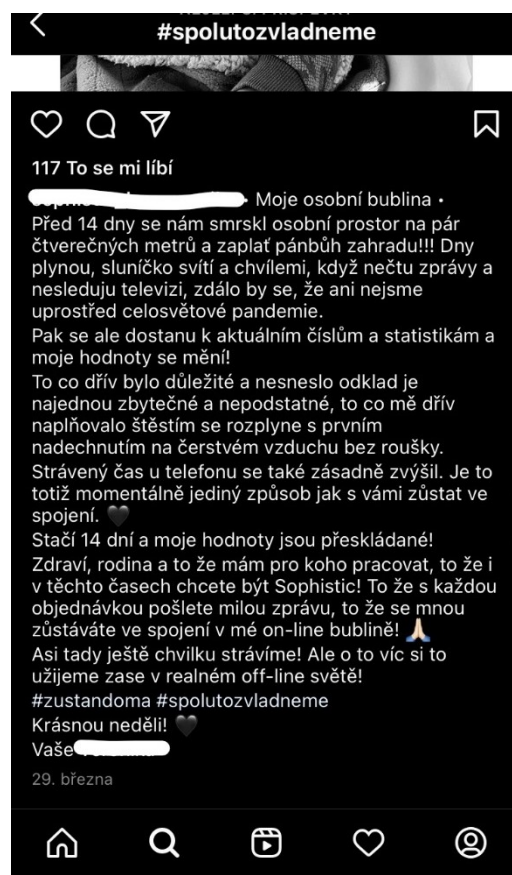 #spolutozvladneme
117 To se mi líbí
• Moje osobní bublina •
Před 14 dny se nám smrskl osobní prostor na pár
čtverečných metrů a zaplať pánbůh zahradu!!! Dny
plynou, sluníčko svítí a chvílemi, když nečtu zprávy a
nesleduju televizi, zdálo by se, že ani nejsme
uprostřed celosvětové pandemie.
Pak se ale dostanu k aktuálním číslům a statistikám a
moje hodnoty se mění!
To co dřív bylo důležité a nesneslo odklad je
najednou zbytečné a nepodstatné, to co mě dřív
naplňovalo štěstím se rozplyne s prvním
nadechnutím na čerstvém vzduchu bez roušky.
Strávený čas u telefonu se také zásadně zvýšil. Je to
totiž momentálně jediný způsob jak s vámi zůstat ve
spojení. 🖤
Stačí 14 dní a moje hodnoty jsou přeskládané!
Zdraví, rodina a to že mám pro koho pracovat, to že i
v těchto časech chcete být Sophistic! To že s každou
objednávkou pošlete milou zprávu, to že se mnou
zůstáváte ve spojení v mé on-line bublině! 🙏🏻
Asi tady ještě chvilku strávíme! Ale o to víc si to
užijeme zase v realném off-line světě!
#zustandoma #spolutozvladneme
Krásnou neděli! 🖤
Vaše
29. března